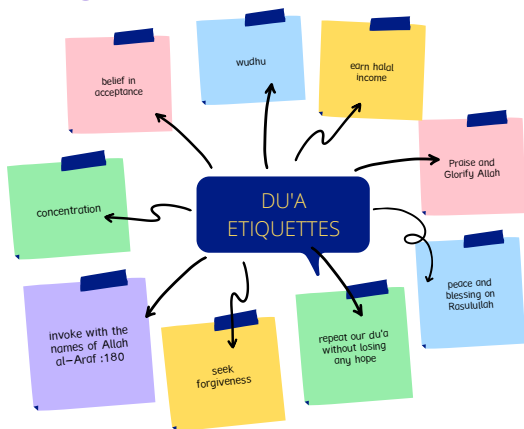 DU'A
ETIQUETTES
belief in
acceptance
wudhu
earn halal
income
Praise and
Glorify Allah
peace and
blessing on
Rasulullah
repeat our du'a
without losing
any hope
seek
forgiveness
invoke with the
names of Allah
al-Araf :180
concentration